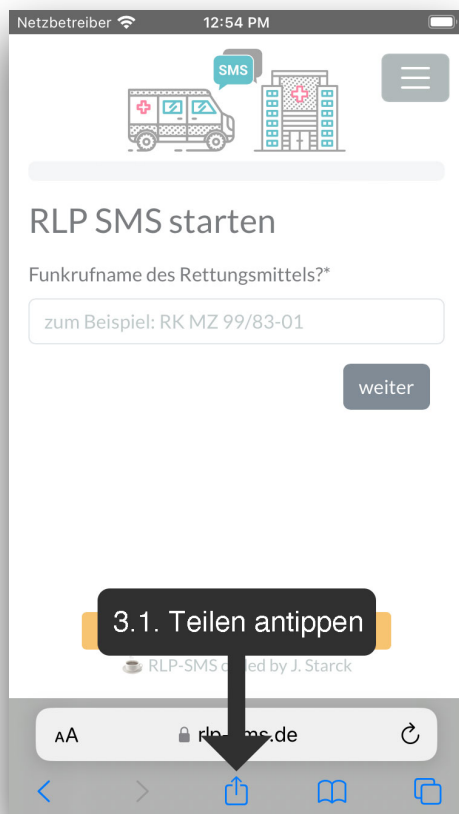 Netzbetreiber 12:54 PM
SMS
RLP SMS starten
Funkrufname des Rettungsmittels?*
zum Beispiel: RK MZ 99/83-01
weiter
3.1. Teilen antippen
RLP-SMS by J. Starck
AA